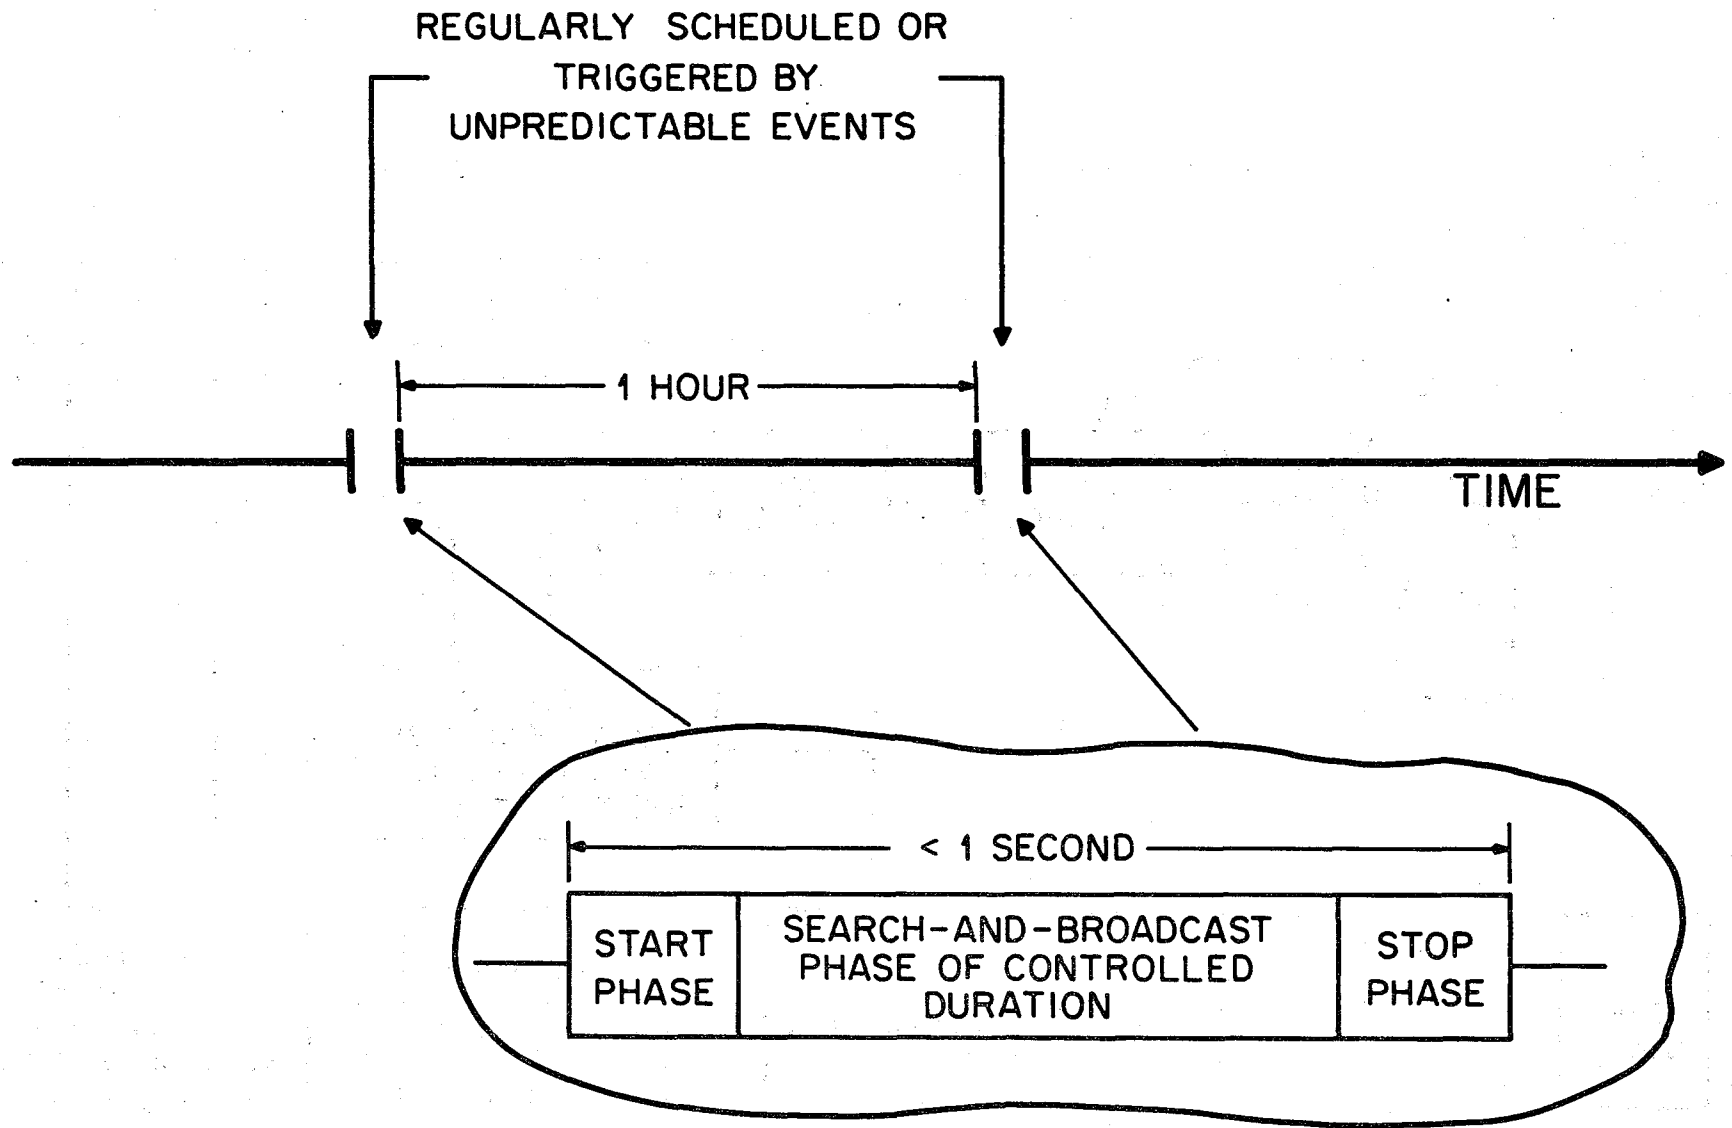 REGULARLY SCHEDULED OR
TRIGGERED BY
UNPREDICTABLE EVENTS
1 HOUR
TIME
< 1 SECOND
START
PHASE
SEARCH-AND-BROADCAST
PHASE OF CONTROLLED
DURATION
STOP
PHASE